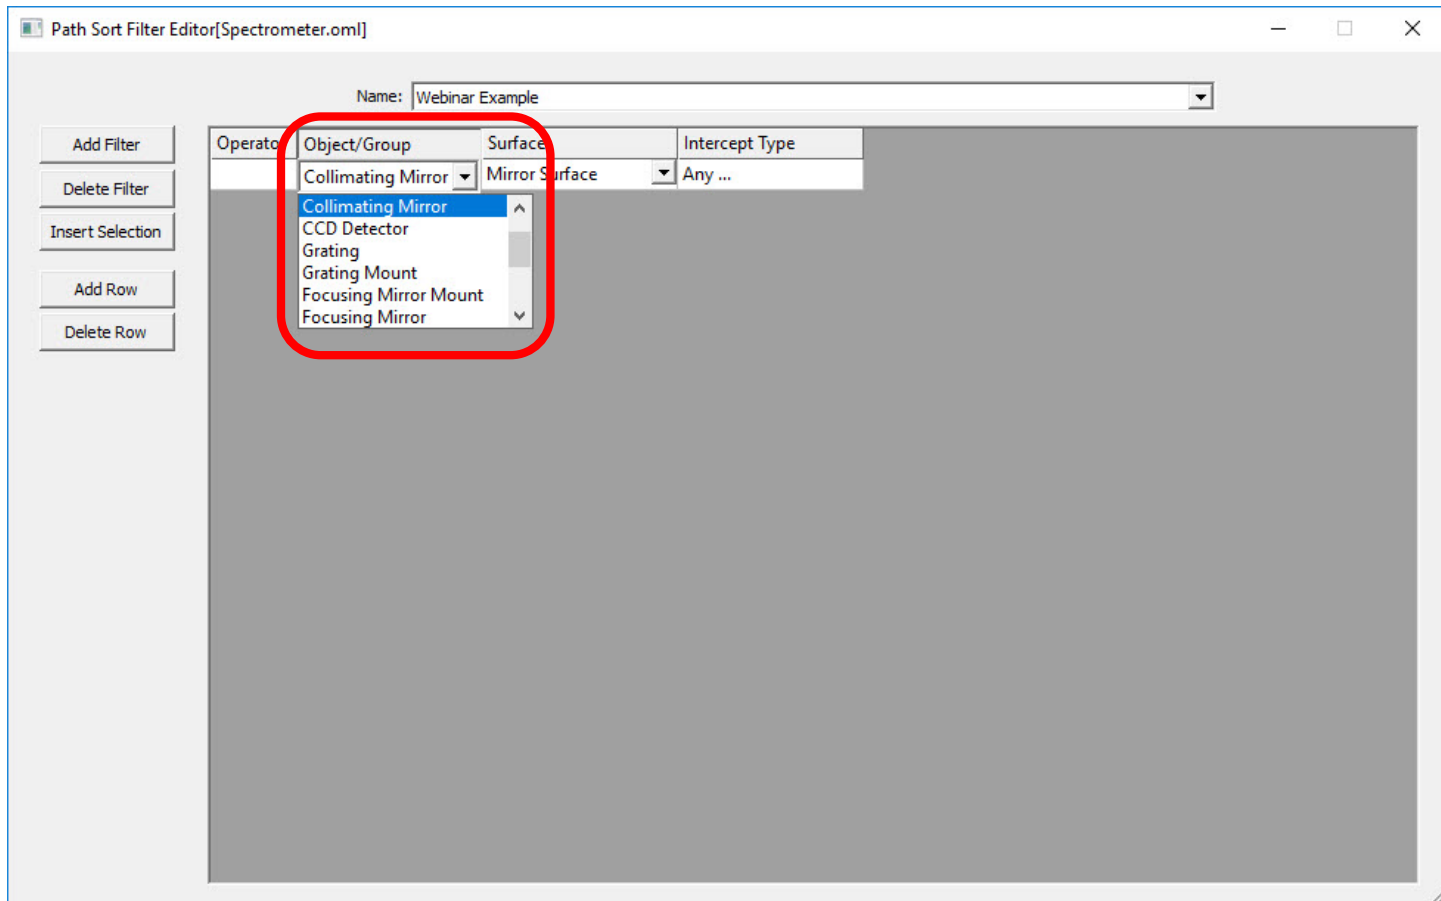 Path Sort Filter Editor[Spectrometer.oml]
Name: Webinar Example
Add Filter
Delete Filter
Insert Selection
Add Row
Delete Row
Operato Object/Group Surface Intercept Type
Collimating Mirror Mirror Surface Any ...
Collimating Mirror
CCD Detector
Grating
Grating Mount
Focusing Mirror Mount
Focusing Mirror